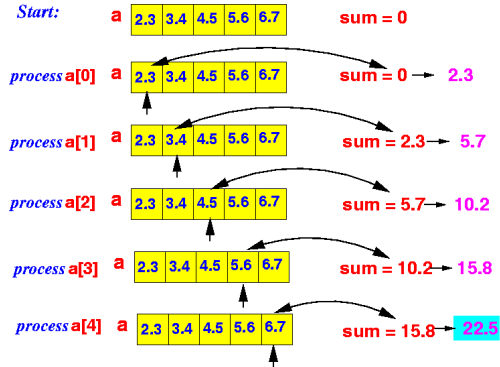 Start: a 2.3 3.4 4.5 5.6 6.7 sum = 0
process a[0] a 2.3 3.4 4.5 5.6 6.7 sum = 0 2.3
process a[1] a 2.3 3.4 4.5 5.6 6.7 sum = 2.3 5.7
process a[2] a 2.3 3.4 4.5 5.6 6.7 sum = 5.7 10.2
process a[3] a 2.3 3.4 4.5 5.6 6.7 sum = 10.2 15.8
process a[4] a 2.3 3.4 4.5 5.6 6.7 sum = 15.8 22.5